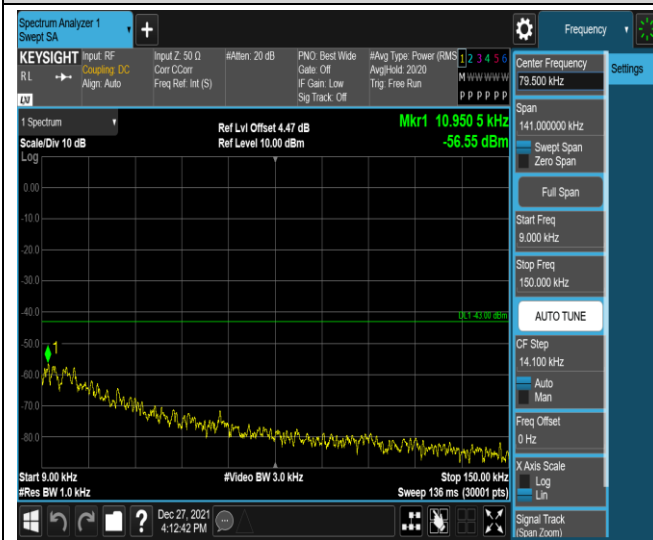 Spectrum Analyzer 1
Swept SA
+
Frequency
KEYSIGHT
RL
LXI
Input: RF
Coupling: DC
Align: Auto
Input Z: 50 Ω
Corr CCorr
Freq Ref: Int (S)
#Atten: 20 dB
PNO: Best Wide
Gate: Off
IF Gain: Low
Sig Track: Off
#Avg Type: Power (RMS
Avg|Hold: 20/20
Trig: Free Run
1 2 3 4 5 6
M W W W W W
P P P P P P
1 Spectrum
Scale/Div 10 dB
Log
Ref Lvl Offset 4.47 dB
Ref Level 10.00 dBm
Mkr1 10.950 5 kHz
-56.55 dBm
0.00
-10.0
-20.0
-30.0
-40.0
DL1 -43.00 dBm
-50.0
1
-60.0
-70.0
-80.0
Start 9.00 kHz
#Res BW 1.0 kHz
#Video BW 3.0 kHz
Stop 150.00 kHz
Sweep 136 ms (30001 pts)
?
Dec 27, 2021
4:12:42 PM
Center Frequency
79.500 kHz
Settings
Span
141.000000 kHz
Swept Span
Zero Span
Full Span
Start Freq
9.000 kHz
Stop Freq
150.000 kHz
AUTO TUNE
CF Step
14.100 kHz
Auto
Man
Freq Offset
0 Hz
X Axis Scale
Log
Lin
Signal Track
(Span Zoom)